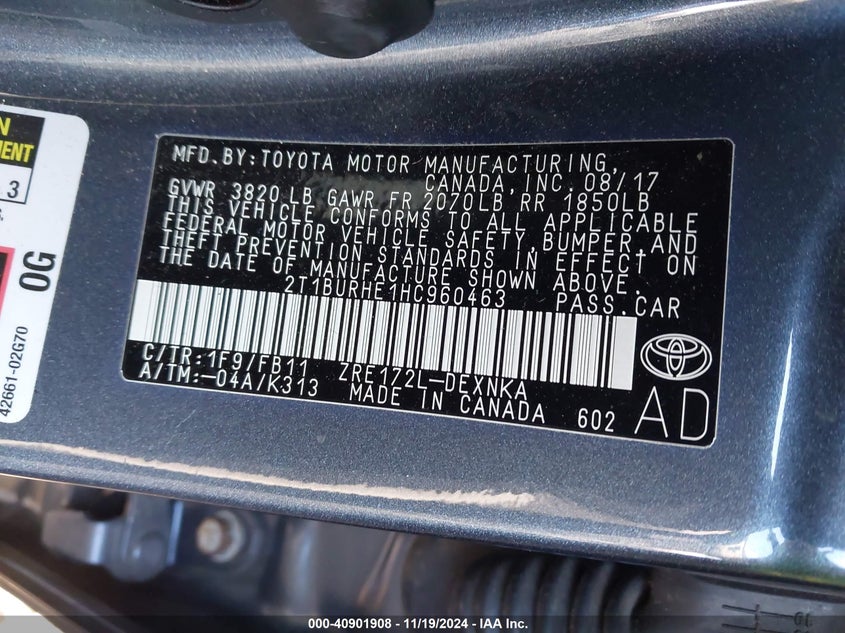 N
MENT
3
OG
42661-02G70
MFD.BY:TOYOTA MOTOR MANUFACTURING,
CANADA,INC. 08/17
GVWR 3820 LB GAWR FR 2070LB RR 1850LB
THIS VEHICLE CONFORMS TO ALL APPLICABLE
FEDERAL MOTOR VEHICLE SAFETY,BUMPER,AND
THEFT PREVENTION STANDARDS IN EFFECT ON
THE DATE OF MANUFACTURE SHOWN ABOVE.
2T1BURHE1HC960463 PASS.CAR
C/TR:1F9/FB11 ZRE172L-DEXNKA
A/TM:-04A/K313 MADE IN CANADA 602
AD
000-40901908 - 11/19/2024 - IAA Inc.